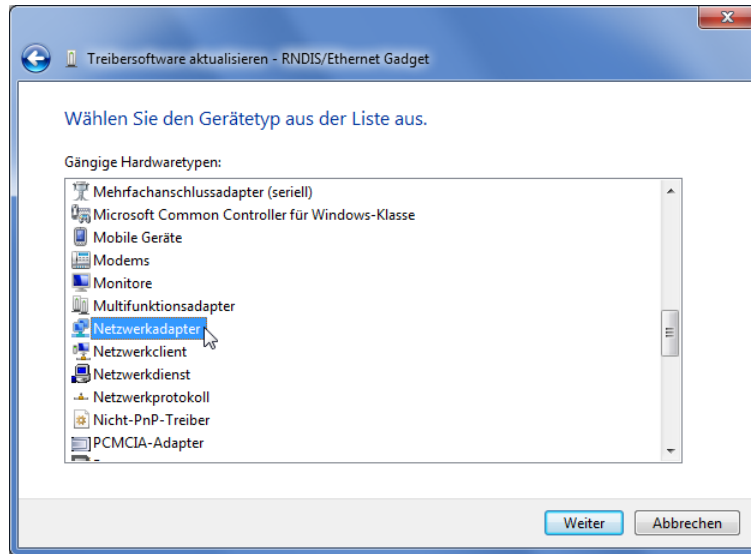 Treibersoftware aktualisieren - RNDIS/Ethernet Gadget
Wählen Sie den Gerätetyp aus der Liste aus.
Gängige Hardwaretypen:
Mehrfachanschlussadapter (seriell)
Microsoft Common Controller für Windows-Klasse
Mobile Geräte
Modems
Monitore
Multifunktionsadapter
Netzwerkadapter
Netzwerkclient
Netzwerkdienst
Netzwerkprotokoll
Nicht-PnP-Treiber
PCMCIA-Adapter
Weiter
Abbrechen